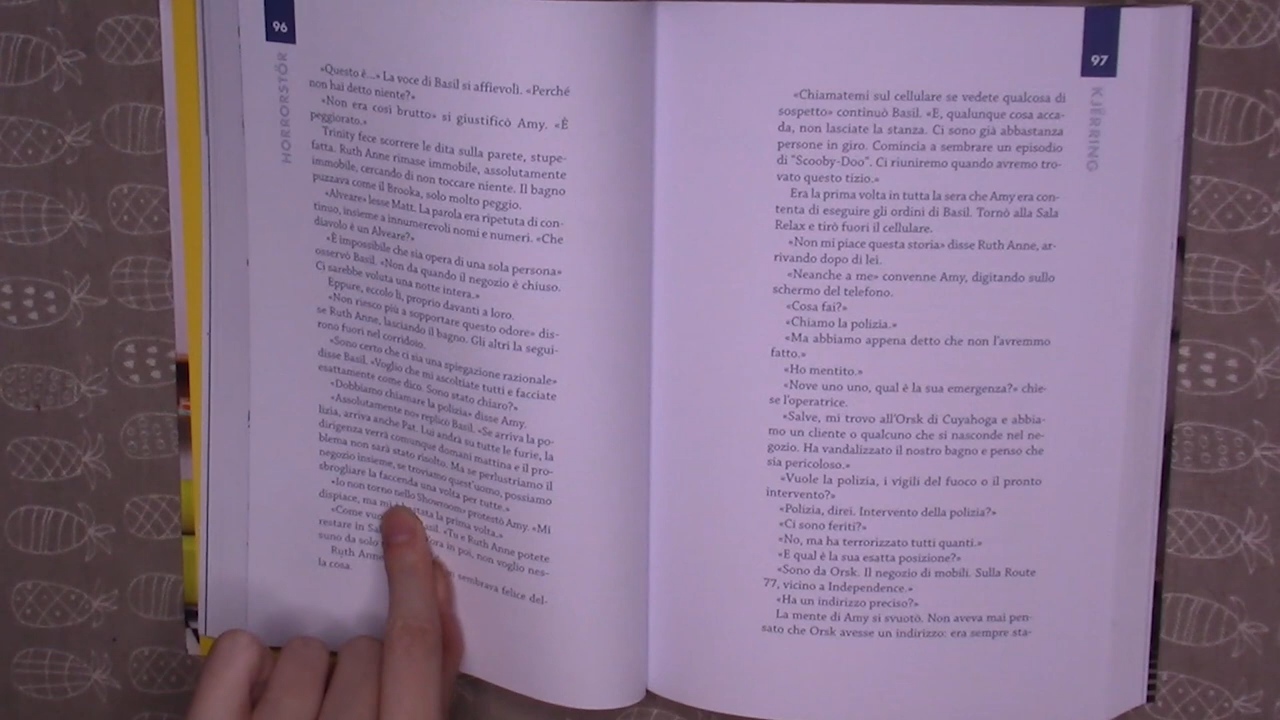 96
HORRORSTÖR
«Questo è...» La voce di Basil si affievolì. «Perché
non hai detto niente?»
«Non era così brutto» si giustificò Amy. «È
peggiorato.»
Trinity fece scorrere le dita sulla parete, stupe-
fatta. Ruth Anne rimase immobile, assolutamente
immobile, cercando di non toccare niente. Il bagno
puzzava come il Brooka, solo molto peggio.
«Alveare» lesse Matt. La parola era ripetuta di con-
tinuo, insieme a innumerevoli nomi e numeri. «Che
diavolo è un Alveare?»
«È impossibile che sia opera di una sola persona»
osservò Basil. «Non da quando il negozio è chiuso.
Ci sarebbe voluta una notte intera.»
Eppure, eccolo lì, proprio davanti a loro.
«Non riesco più a sopportare questo odore» dis-
se Ruth Anne, lasciando il bagno. Gli altri la segui-
rono fuori nel corridoio.
«Sono certo che ci sia una spiegazione razionale»
disse Basil. «Voglio che mi ascoltiate tutti e facciate
esattamente come dico. Sono stato chiaro?»
«Dobbiamo chiamare la polizia» disse Amy.
«Assolutamente no» replicò Basil. «Se arriva la po-
lizia, arriva anche Pat. Lui andrà su tutte le furie, la
dirigenza verrà comunque domani mattina e il pro-
blema non sarà stato risolto. Ma se perlustriamo il
negozio insieme, se troviamo quest'uomo, possiamo
sbrogliare la faccenda una volta per tutte.»
«Io non torno nello Showroom» protestò Amy. «Mi
dispiace, ma mi è bastata la prima volta.»
«Come Basil. «Tu e Ruth Anne potete
restare in ora in poi, non voglio nes-
suno da solo
Ruth Anne sembrava felice del-
la cosa.
97
KJËRRING
«Chiamatemi sul cellulare se vedete qualcosa di
sospetto» continuò Basil. «E, qualunque cosa acca-
da, non lasciate la stanza. Ci sono già abbastanza
persone in giro. Comincia a sembrare un episodio
di "Scooby-Doo". Ci riuniremo quando avremo tro-
vato questo tizio.»
Era la prima volta in tutta la sera che Amy era con-
tenta di eseguire gli ordini di Basil. Tornò alla Sala
Relax e tirò fuori il cellulare.
«Non mi piace questa storia» disse Ruth Anne, ar-
rivando dopo di lei.
«Neanche a me» convenne Amy, digitando sullo
schermo del telefono.
«Cosa fai?»
«Chiamo la polizia.»
«Ma abbiamo appena detto che non l'avremmo
fatto.»
«Ho mentito.»
«Nove uno uno, qual è la sua emergenza?» chie-
se l'operatrice.
«Salve, mi trovo all'Orsk di Cuyahoga e abbia-
mo un cliente o qualcuno che si nasconde nel ne-
gozio. Ha vandalizzato il nostro bagno e penso che
sia pericoloso.»
«Vuole la polizia, i vigili del fuoco o il pronto
intervento?»
«Polizia, direi. Intervento della polizia?»
«Ci sono feriti?»
«No, ma ha terrorizzato tutti quanti.»
«E qual è la sua esatta posizione?»
«Sono da Orsk. Il negozio di mobili. Sulla Route
77, vicino a Independence.»
«Ha un indirizzo preciso?»
La mente di Amy si svuotò. Non aveva mai pen-
sato che Orsk avesse un indirizzo: era sempre sta-